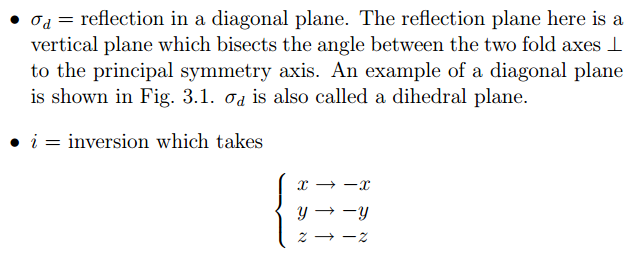 • σd = reflection in a diagonal plane. The reflection plane here is a
vertical plane which bisects the angle between the two fold axes ⊥
to the principal symmetry axis. An example of a diagonal plane
is shown in Fig. 3.1. σd is also called a dihedral plane.
• i = inversion which takes
x → −x
y → −y
z → −z